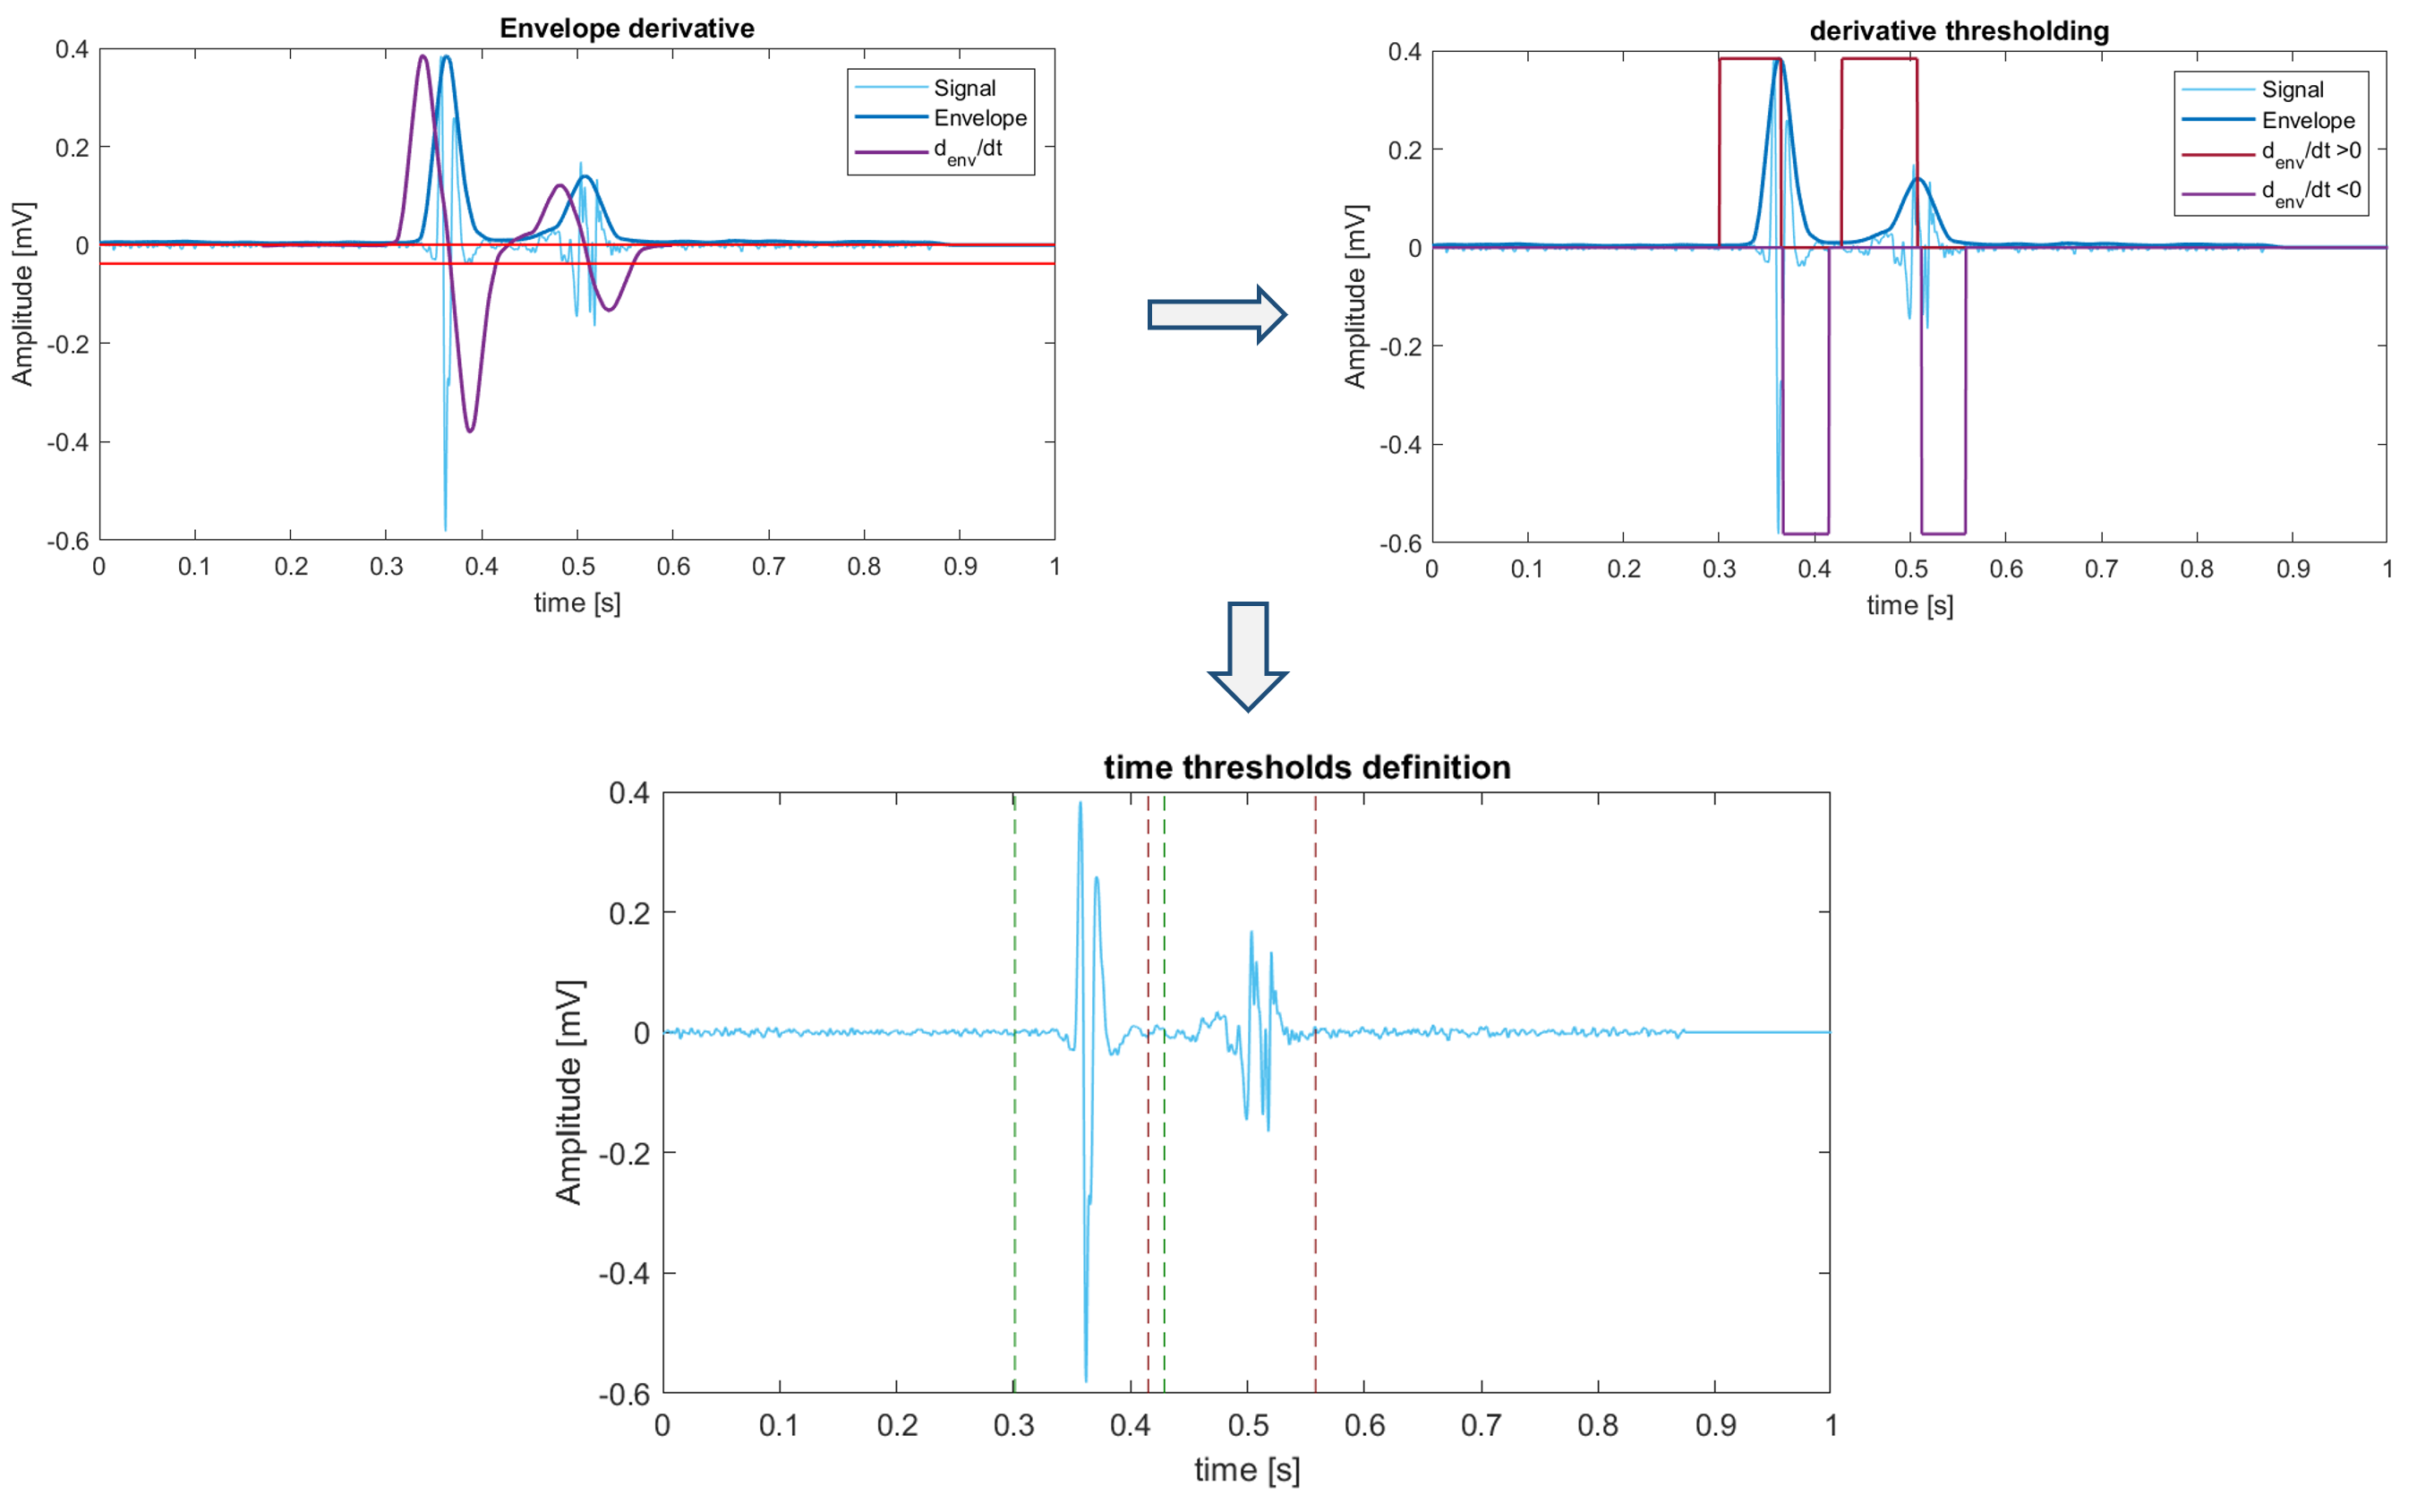 Envelope derivative
0.4
0.2
0
-0.2
-0.4
-0.6
Amplitude [mV]
Signal
Envelope
d_env/dt
0 0.1 0.2 0.3 0.4 0.5 0.6 0.7 0.8 0.9 1
time [s]
derivative thresholding
0.4
0.2
0
-0.2
-0.4
-0.6
Amplitude [mV]
Signal
Envelope
d_env/dt >0
d_env/dt <0
0 0.1 0.2 0.3 0.4 0.5 0.6 0.7 0.8 0.9 1
time [s]
time thresholds definition
0.4
0.2
0
-0.2
-0.4
-0.6
Amplitude [mV]
0 0.1 0.2 0.3 0.4 0.5 0.6 0.7 0.8 0.9 1
time [s]